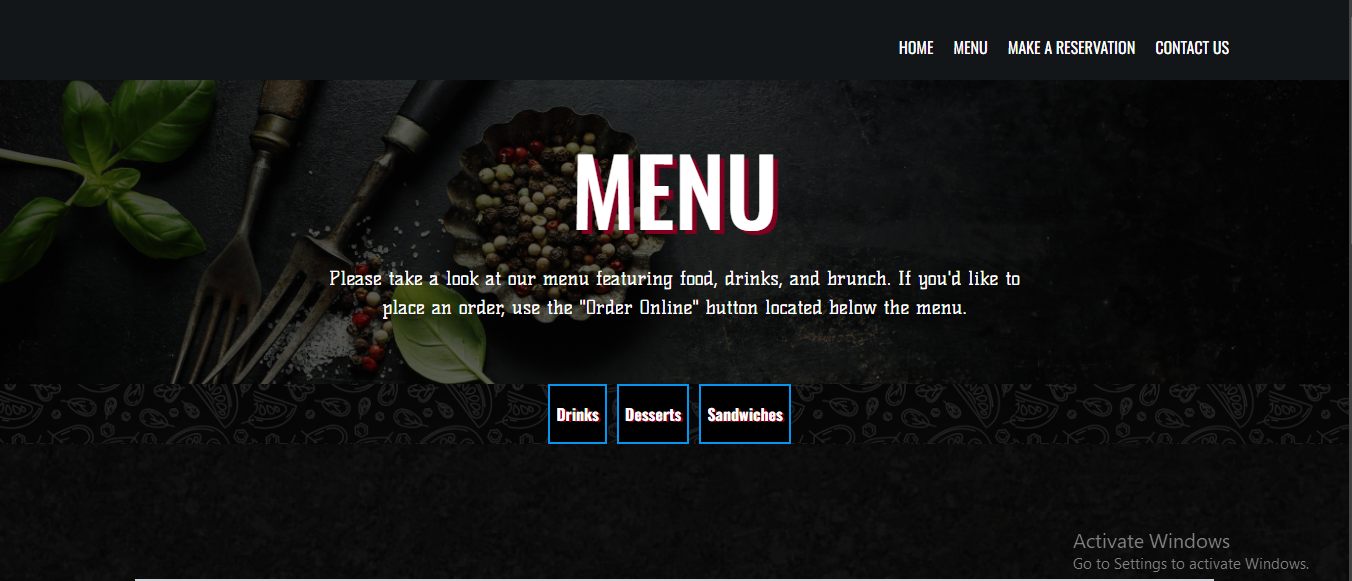 HOME MENU MAKE A RESERVATION CONTACT US
MENU
Please take a look at our menu featuring food, drinks, and brunch. If you'd like to
place an order, use the "Order Online" button located below the menu.
Drinks Desserts Sandwiches
Activate Windows
Go to Settings to activate Windows.